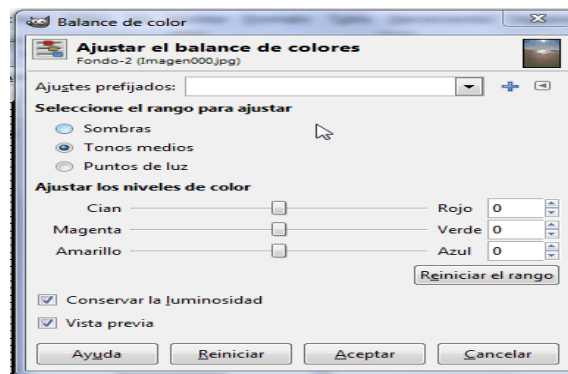 Balance de color
Ajustar el balance de colores
Fondo-2 (Imagen000.jpg)
Ajustes prefijados:
Seleccione el rango para ajustar
Sombras
Tonos medios
Puntos de luz
Ajustar los niveles de color
Cian Rojo 0
Magenta Verde 0
Amarillo Azul 0
Reiniciar el rango
Conservar la luminosidad
Vista previa
Ayuda Reiniciar Aceptar Cancelar